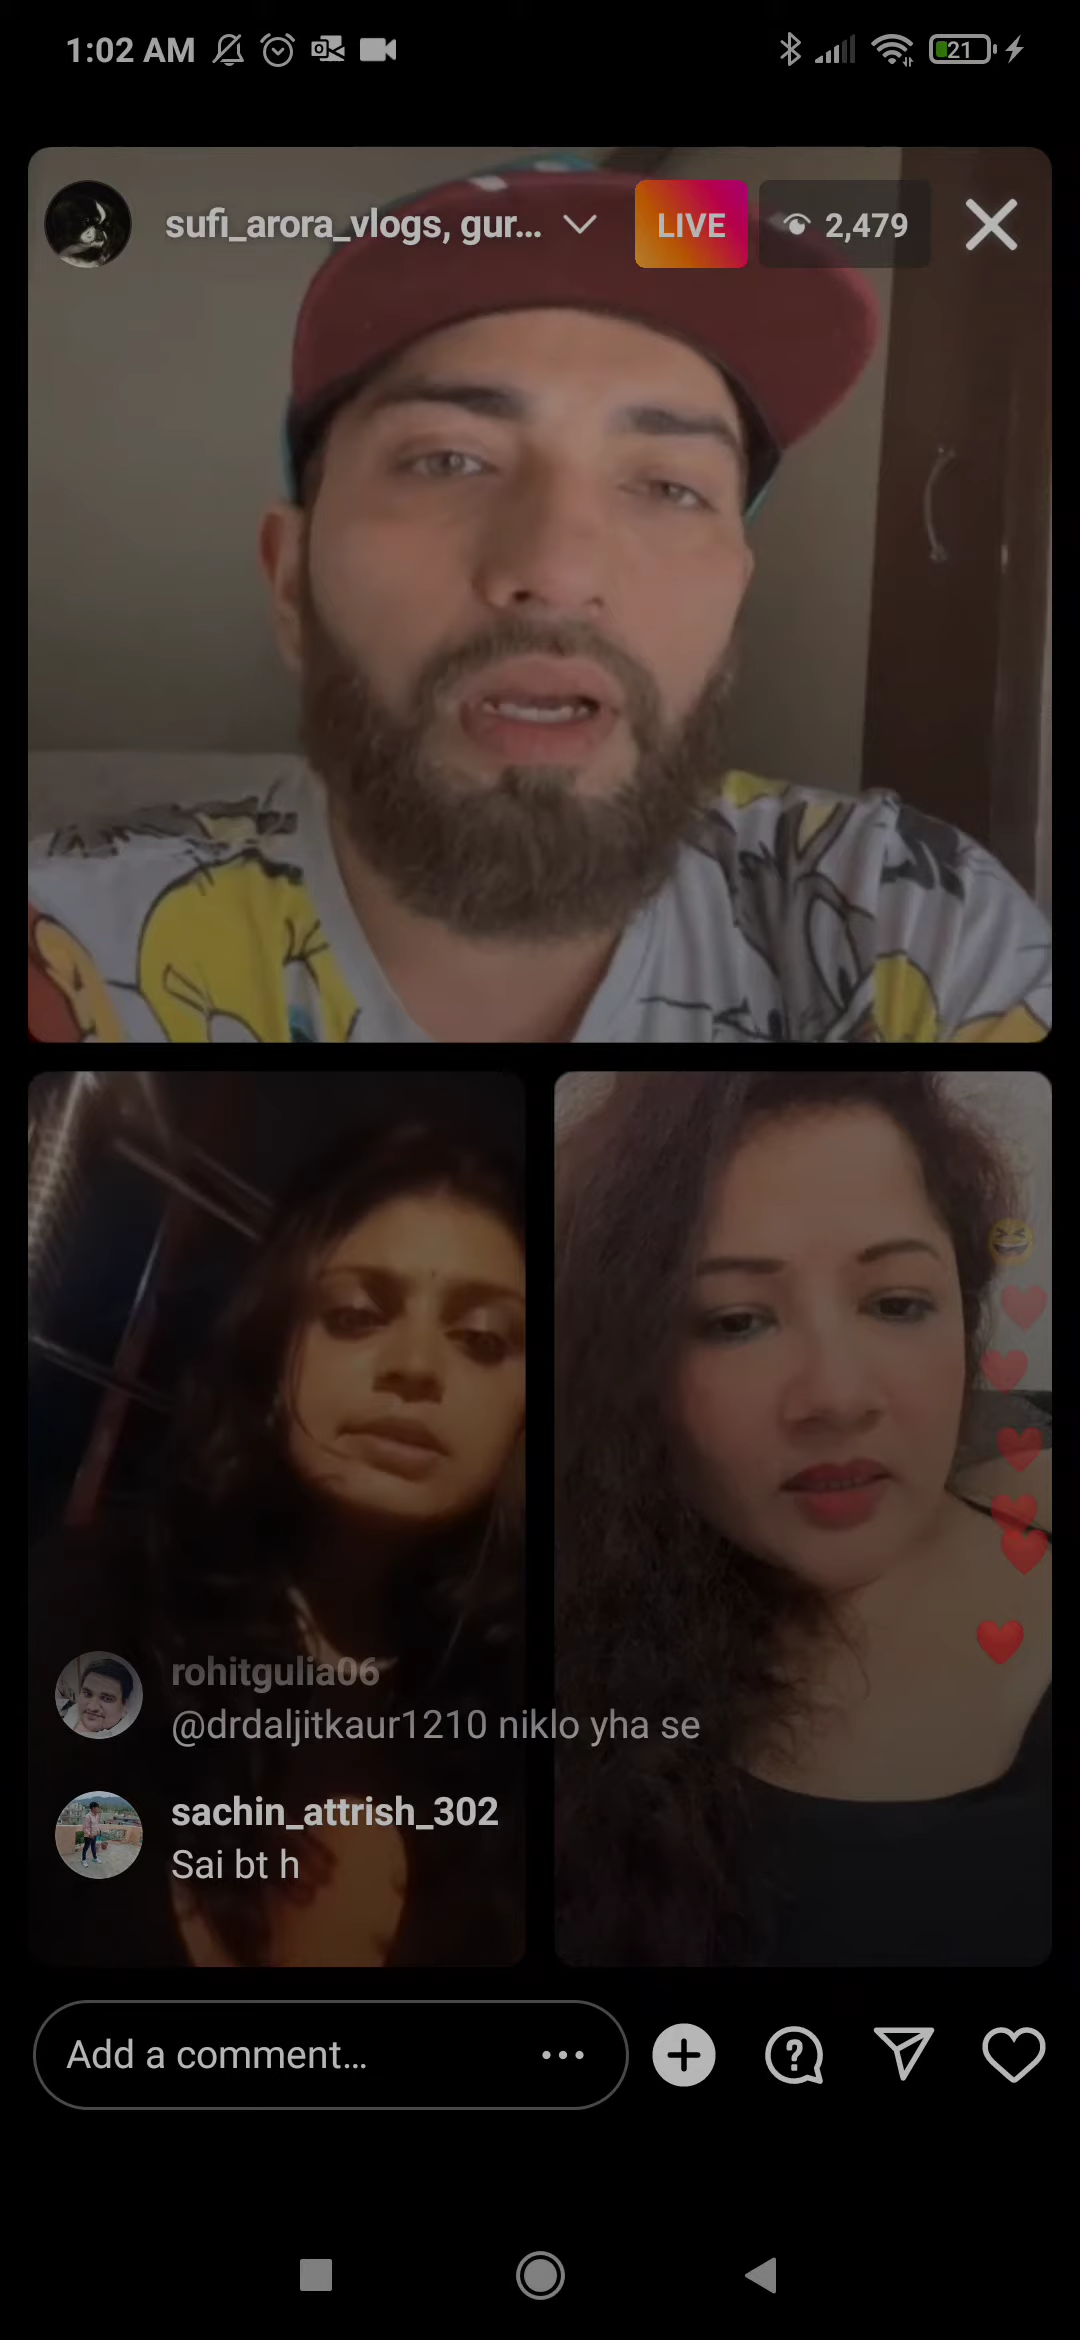 1:02 AM
21
sufi_arora_vlogs, gur...
LIVE
2,479
rohitgulia06
@drdaljitkaur1210 niklo yha se
sachin_attrish_302
Sai bt h
Add a comment...